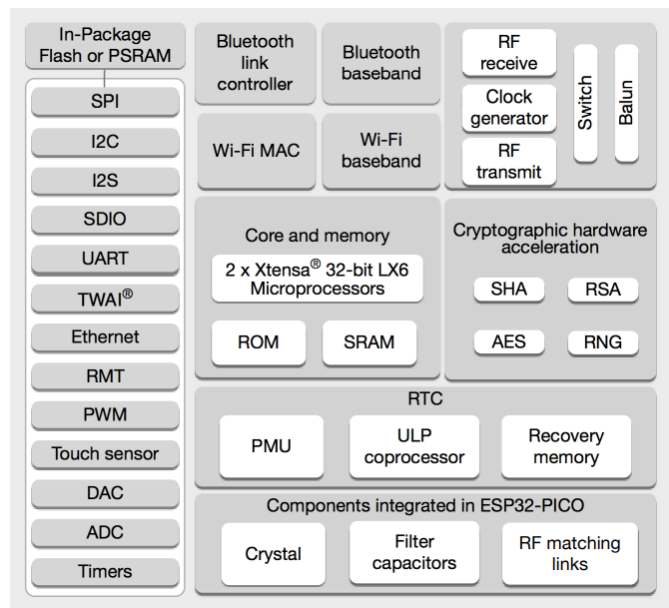 In-Package
Flash or PSRAM
SPI
I2C
I2S
SDIO
UART
TWAI®
Ethernet
RMT
PWM
Touch sensor
DAC
ADC
Timers
Bluetooth
link
controller
Bluetooth
baseband
Wi-Fi MAC
Wi-Fi
baseband
RF
receive
Clock
generator
RF
transmit
Switch
Balun
Core and memory
2 x Xtensa® 32-bit LX6
Microprocessors
ROM
SRAM
Cryptographic hardware
acceleration
SHA
RSA
AES
RNG
RTC
PMU
ULP
coprocessor
Recovery
memory
Components integrated in ESP32-PICO
Crystal
Filter
capacitors
RF matching
links